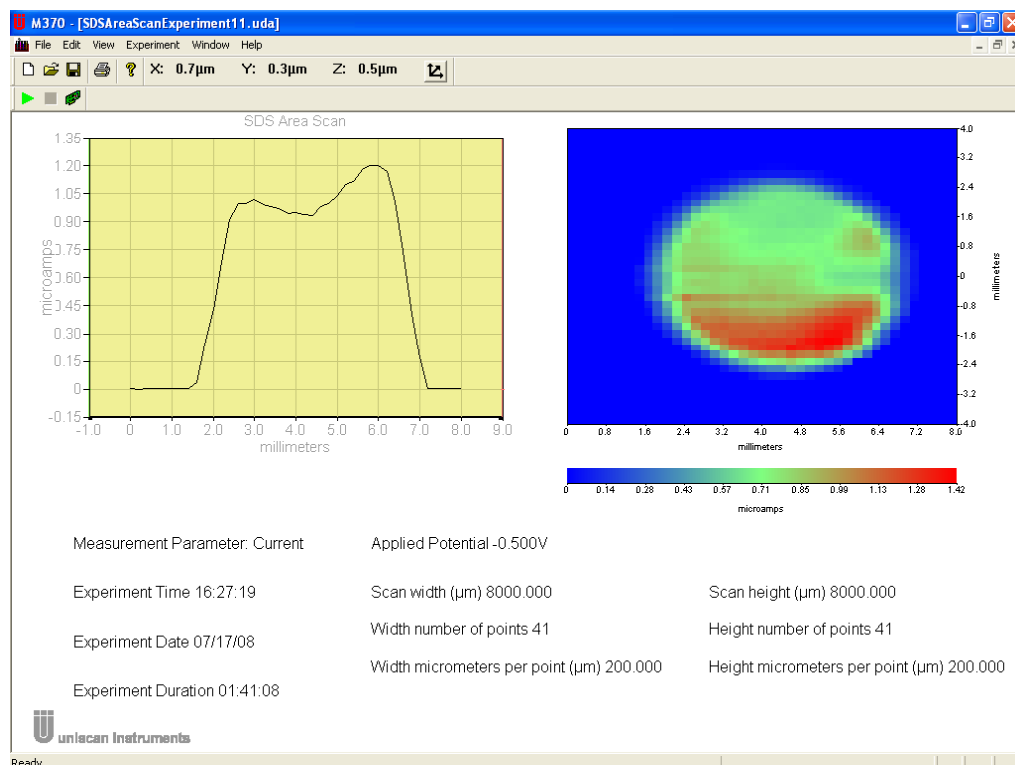 M370 - [SDSAreaScanExperiment11.uda]
File Edit View Experiment Window Help
X: 0.7µm Y: 0.3µm Z: 0.5µm
SDS Area Scan
1.35
1.20
1.05
0.90
0.75
0.60
0.45
0.30
0.15
0
-0.15
microamps
-1.0 0 1.0 2.0 3.0 4.0 5.0 6.0 7.0 8.0 9.0
millimeters
4.0
3.2
2.4
1.6
0.8
0
-0.8
-1.6
-2.4
-3.2
-4.0
millimeters
0 0.8 1.6 2.4 3.2 4.0 4.8 5.6 6.4 7.2 8.0
millimeters
0 0.14 0.28 0.43 0.57 0.71 0.85 0.99 1.13 1.28 1.42
microamps
Measurement Parameter: Current Applied Potential -0.500V
Experiment Time 16:27:19 Scan width (µm) 8000.000 Scan height (µm) 8000.000
Width number of points 41 Height number of points 41
Experiment Date 07/17/08
Width micrometers per point (µm) 200.000 Height micrometers per point (µm) 200.000
Experiment Duration 01:41:08
uniscan Instruments
Ready